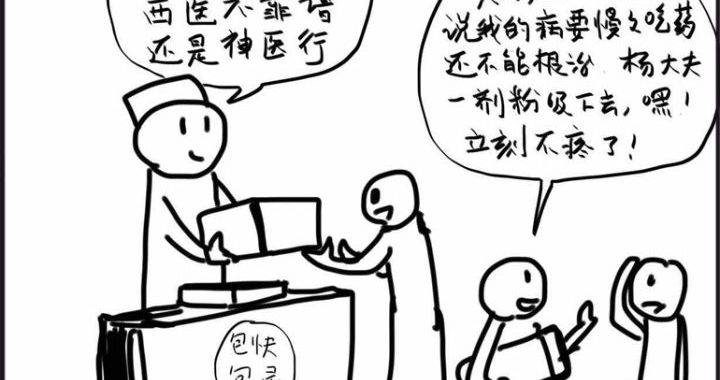 西医不靠谱
还是神医行
说我的病要慢慢吃药
还不能根治 杨大夫
一剂粉吸下去,嘿!
立刻不疼了!
包快
包灵